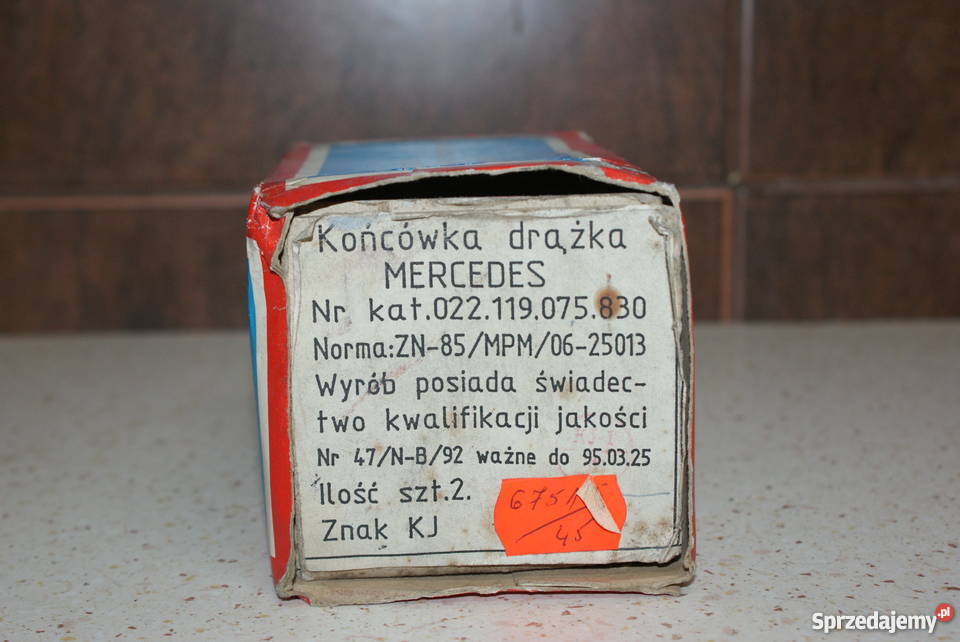 Końcówka drążka
MERCEDES
Nr kat.022.119.075.830
Norma:ZN-85/MPM/06-25013
Wyrób posiada świadec-
two kwalifikacji jakości
Nr 47/N-B/92 ważne do 95.03.25
Ilość szt.2.
Znak KJ
45
Sprzedajemy.pl